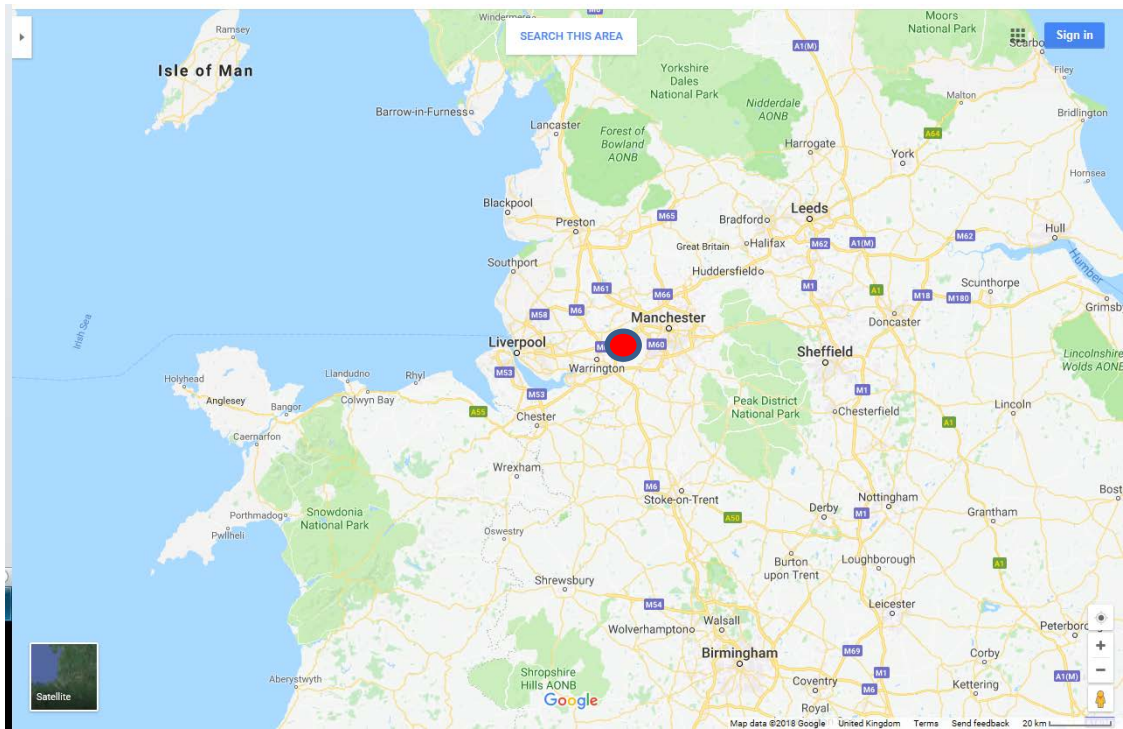 Windermere
M6
SEARCH THIS AREA
Moors
National Park
Sign in
Ramsey
Isle of Man
A1(M)
Filey
Yorkshire
Dales
National Park
Nidderdale
AONB
Malton
Bridlington
Barrow-in-Furness
Lancaster
Forest of
Bowland
AONB
Harrogate
A64
York
Hornsea
Blackpool
Preston
M65
Bradford
Leeds
Hull
Great Britain
Halifax
M62
A1(M)
M62
Humber
Southport
Huddersfield
M61
M66
M1
A1
M18
M180
Scunthorpe
Irish Sea
M58
M6
Manchester
Doncaster
Grimsby
Liverpool
M60
Warrington
Sheffield
Lincolnshire
Wolds AONB
Holyhead
Llandudno
Rhyl
M53
Anglesey
Bangor
Colwyn Bay
M53
M1
A55
Chester
Peak District
National Park
Chesterfield
A1
Lincoln
Caernarfon
Wrexham
M6
Stoke-on-Trent
Nottingham
Bost
Snowdonia
National Park
Porthmadog
Pwllheli
Oswestry
A50
Derby
M1
Grantham
Burton
upon Trent
Loughborough
A1
Shrewsbury
M54
Leicester
Wolverhampton
Walsall
Peterboro
Birmingham
M69
Corby
Satellite
Aberystwyth
Shropshire
Hills AONB
Coventry
M6
Kettering
A1(M)
Google
Royal
Map data ©2018 Google United Kingdom Terms Send feedback 20 km